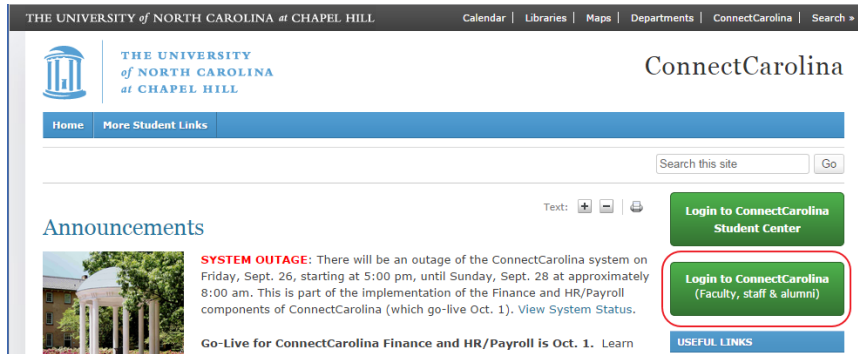 THE UNIVERSITY of NORTH CAROLINA at CHAPEL HILL
Calendar | Libraries | Maps | Departments | ConnectCarolina | Search »
THE UNIVERSITY
of NORTH CAROLINA
at CHAPEL HILL
ConnectCarolina
Home More Student Links
Search this site Go
Text: + −
Announcements
SYSTEM OUTAGE: There will be an outage of the ConnectCarolina system on
Friday, Sept. 26, starting at 5:00 pm, until Sunday, Sept. 28 at approximately
8:00 am. This is part of the implementation of the Finance and HR/Payroll
components of ConnectCarolina (which go-live Oct. 1). View System Status.
Go-Live for ConnectCarolina Finance and HR/Payroll is Oct. 1. Learn
Login to ConnectCarolina
Student Center
Login to ConnectCarolina
(Faculty, staff & alumni)
USEFUL LINKS